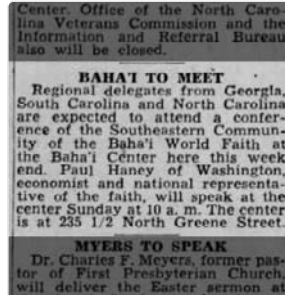 Center. Office of the North Caro-
lina Veterans Commission and the
Information and Referral Bureau
also will be closed.
BAHA'I TO MEET
Regional delegates from Georgia,
South Carolina and North Carolina
are expected to attend a confer-
ence of the Southeastern Commun-
ity of the Baha'i World Faith at
the Baha'i Center here this week
end. Paul Haney of Washington,
economist and national representa-
tive of the faith, will speak at the
center Sunday at 10 a. m. The center
is at 235 1/2 North Greene Street.
MYERS TO SPEAK
Dr. Charles F. Meyers, former pas-
tor of First Presbyterian Church,
will deliver the Easter sermon at